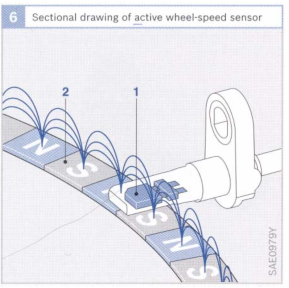 6 Sectional drawing of active wheel-speed sensor
2 1
N S S N S
SAE0979Y